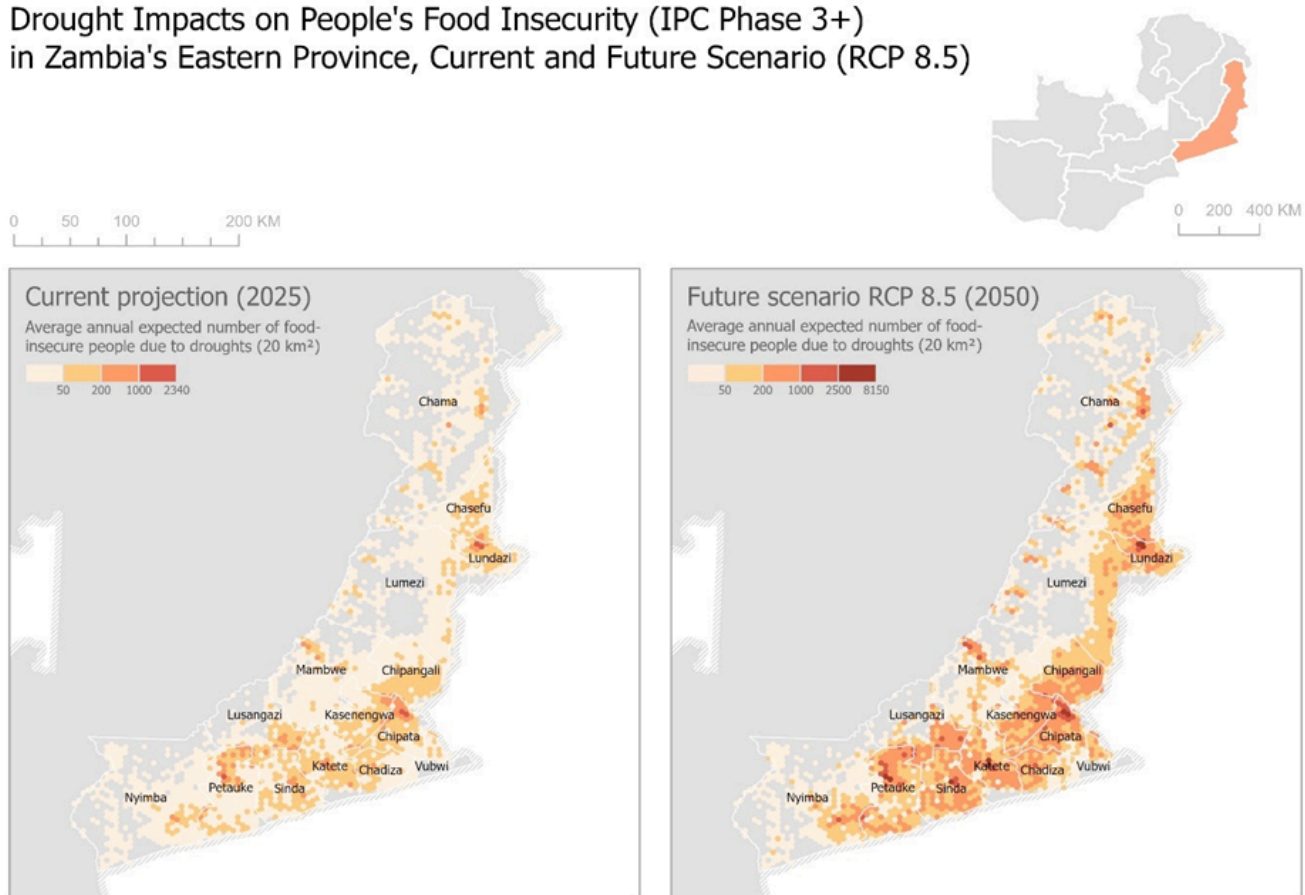 Drought Impacts on People's Food Insecurity (IPC Phase 3+)
in Zambia's Eastern Province, Current and Future Scenario (RCP 8.5)
0 50 100 200 KM
0 200 400 KM
Current projection (2025)
Average annual expected number of food-
insecure people due to droughts (20 km²)
50 200 1000 2340
Chama
Chasefu
Lundazi
Lumezi
Mambwe
Chipangali
Lusangazi
Kasenengwa
Chipata
Katete
Chadiza
Vubwi
Petauke
Sinda
Nyimba
Future scenario RCP 8.5 (2050)
Average annual expected number of food-
insecure people due to droughts (20 km²)
50 200 1000 2500 8150
Chama
Chasefu
Lundazi
Lumezi
Mambwe
Chipangali
Lusangazi
Kasenengwa
Chipata
Katete
Chadiza
Vubwi
Petauke
Sinda
Nyimba